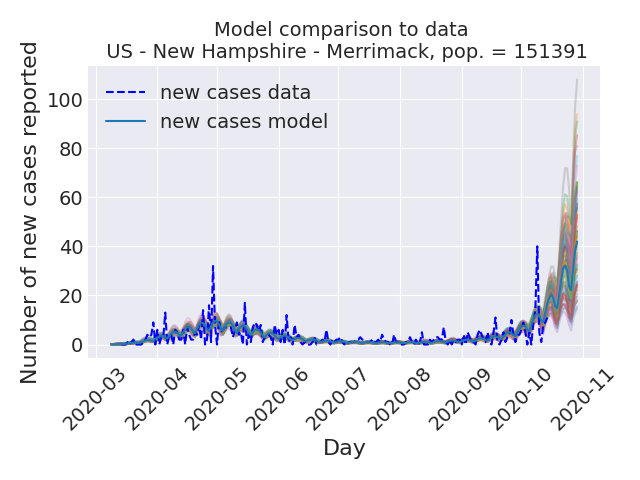 Model comparison to data
US - New Hampshire - Merrimack, pop. = 151391
Number of new cases reported
new cases data
new cases model
100
80
60
40
20
0
2020-03
2020-04
2020-05
2020-06
2020-07
2020-08
2020-09
2020-10
2020-11
Day